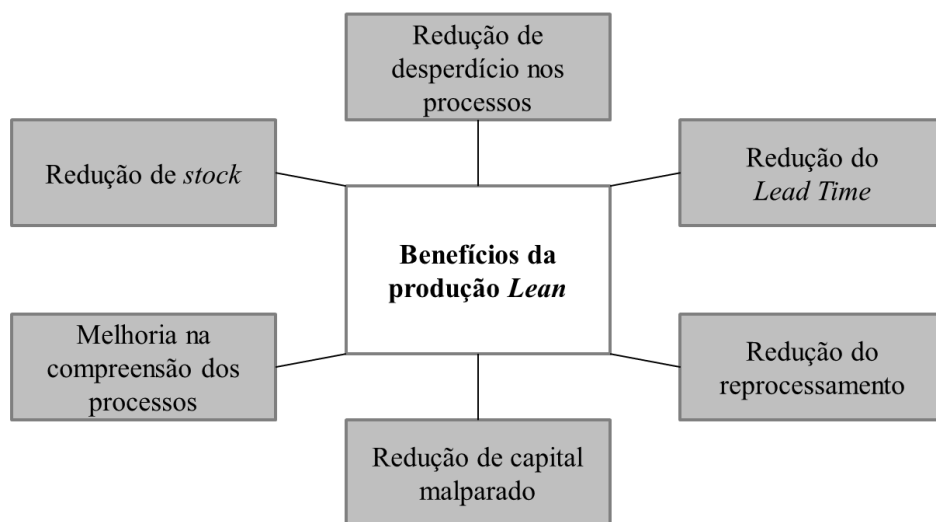 Redução de
desperdício nos
processos
Redução de stock
Redução do
Lead Time
Benefícios da
produção Lean
Melhoria na
compreensão dos
processos
Redução do
reprocessamento
Redução de capital
malparado